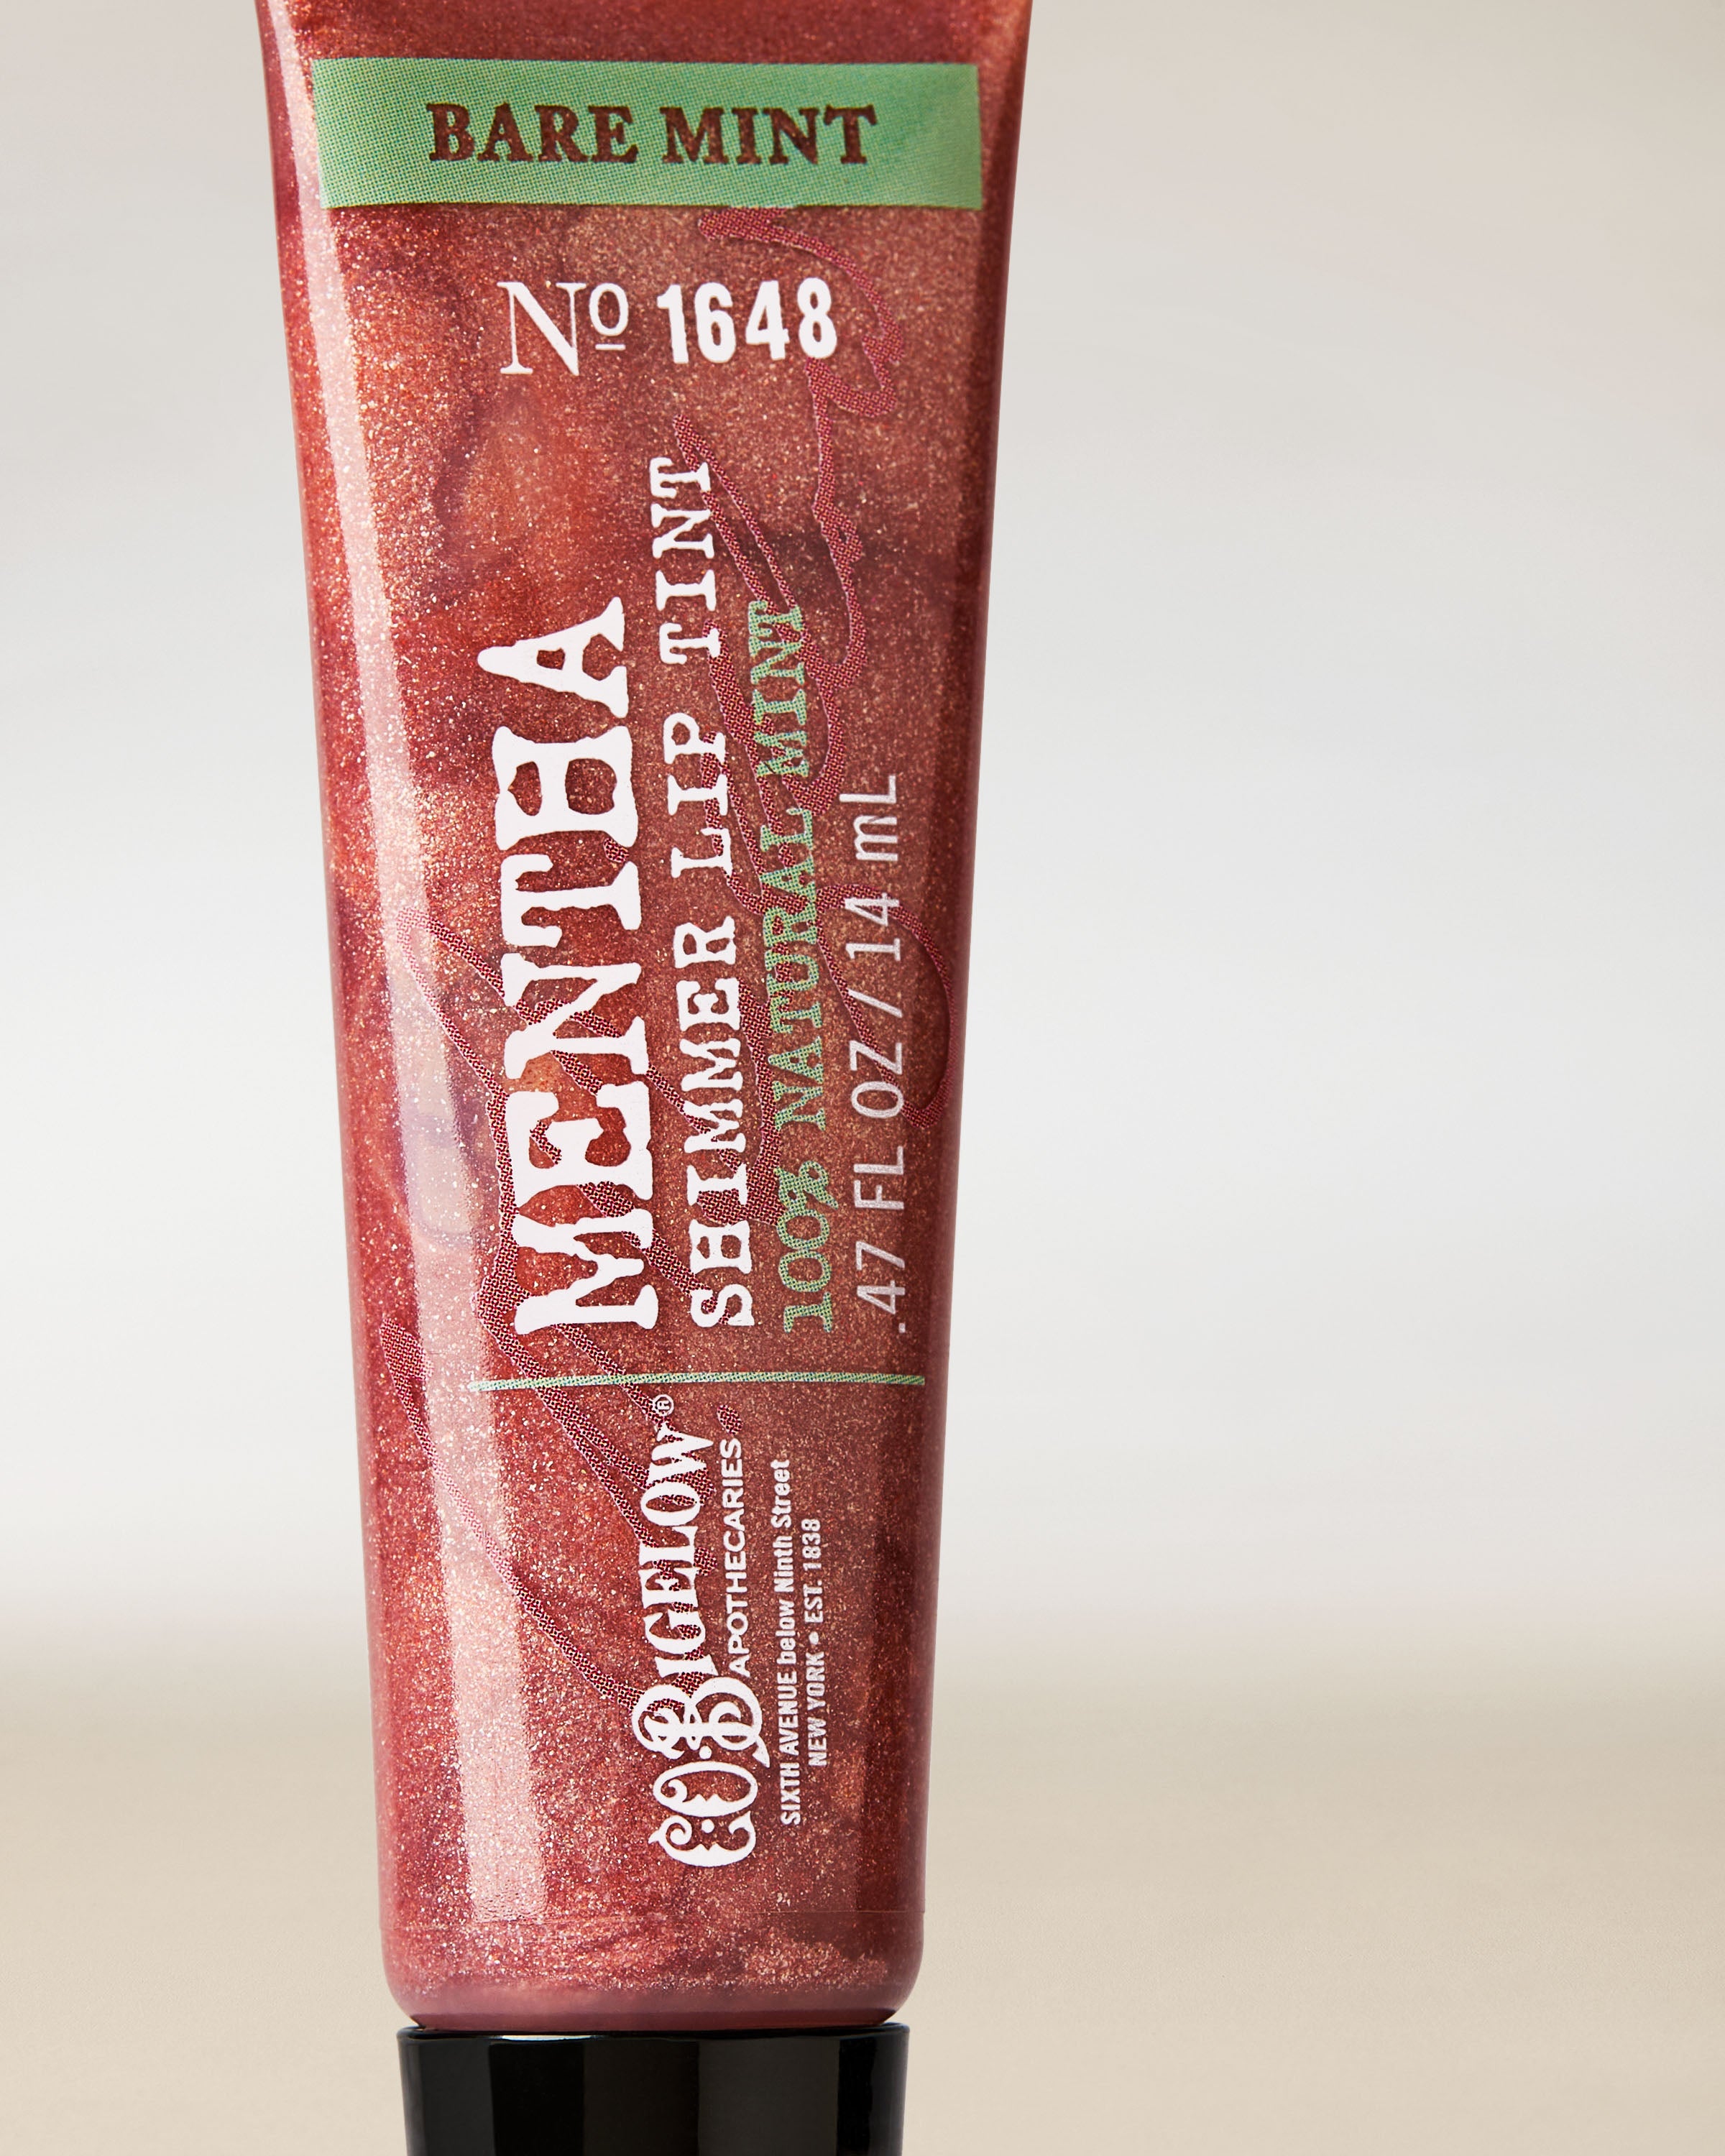 BARE MINT
Nº 1648
MENTHA
SHIMMER LIP TINT
100% NATURAL MINT
.47 FL OZ / 14 mL
C.O. BIGELOW®
APOTHECARIES
SIXTH AVENUE below Ninth Street
NEW YORK • EST. 1838